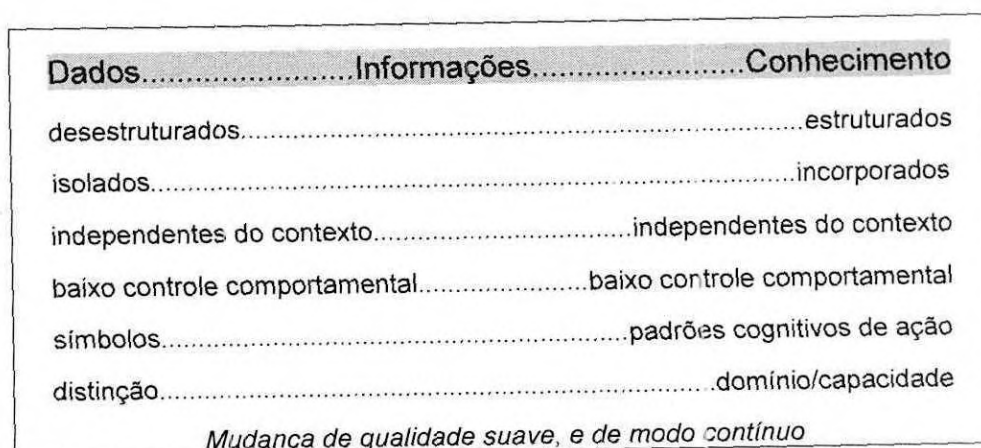 Dados.......................Informações.......................Conhecimento
desestruturados...........................................................................estruturados
isolados.....................................................................................incorporados
independentes do contexto..................................independentes do contexto
baixo controle comportamental.......................baixo controle comportamental
símbolos..............................................................padrões cognitivos de ação
distinção..........................................................................domínio/capacidade
Mudança de qualidade suave, e de modo contínuo